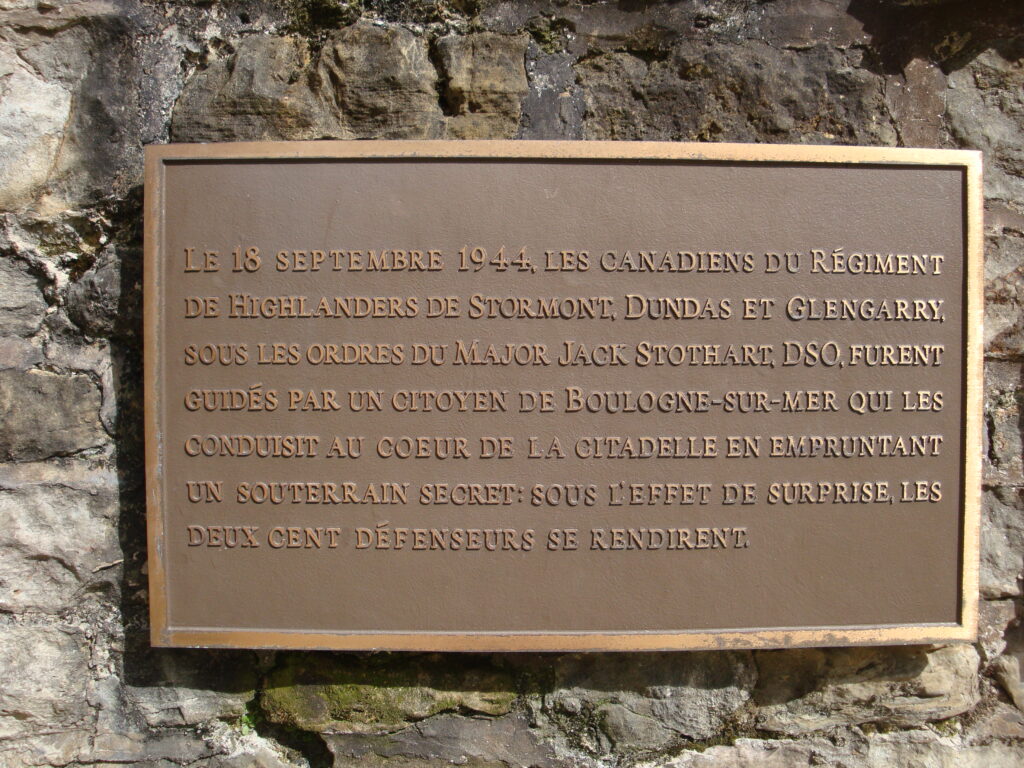 Le 18 septembre 1944, les canadiens du Régiment
de Highlanders de Stormont, Dundas et Glengarry,
sous les ordres du Major Jack Stothart, DSO, furent
guidés par un citoyen de Boulogne-sur-mer qui les
conduisit au coeur de la citadelle en empruntant
un souterrain secret: sous l'effet de surprise, les
deux cent défenseurs se rendirent.